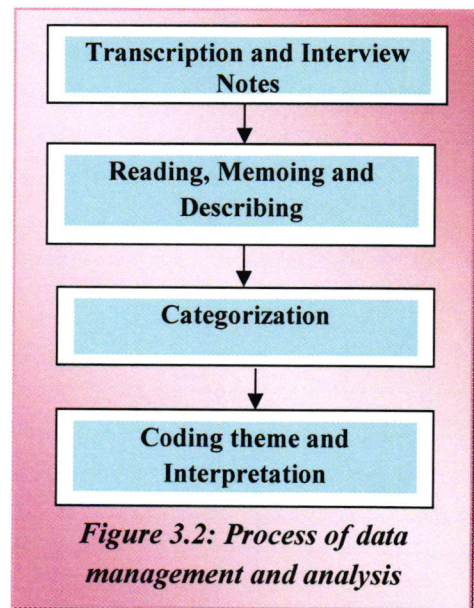 Transcription and Interview
Notes
Reading, Memoing and
Describing
Categorization
Coding theme and
Interpretation
Figure 3.2: Process of data
management and analysis